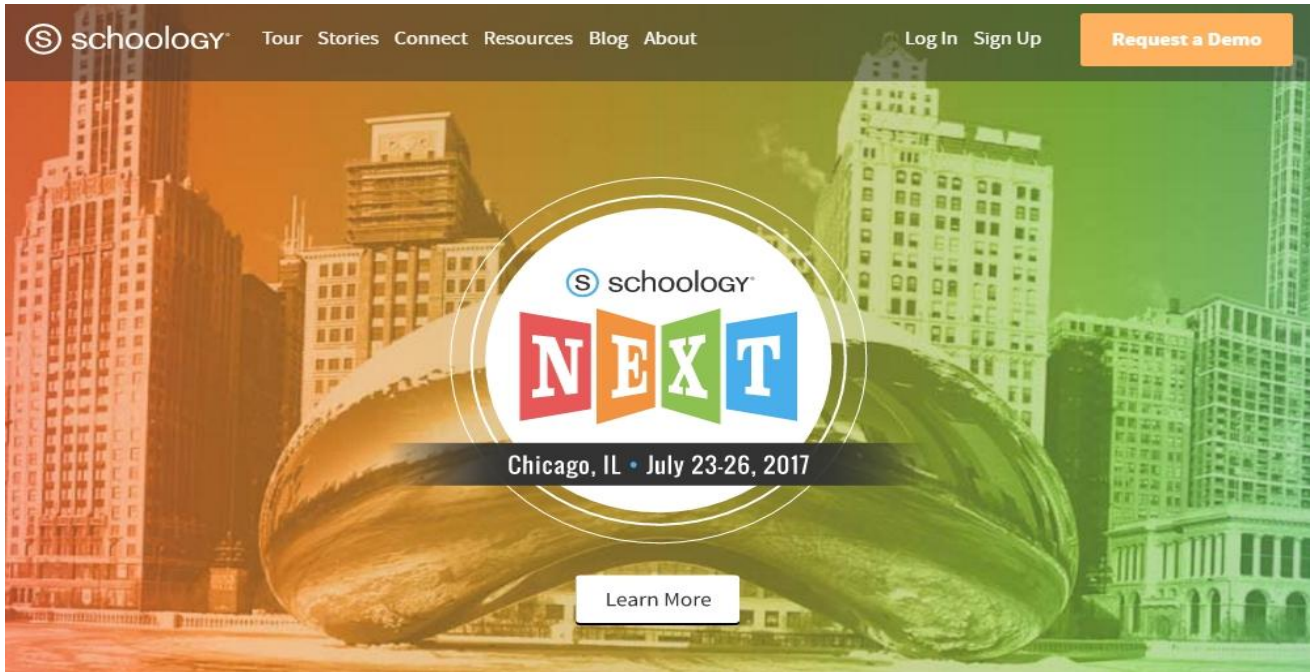 S schoology® Tour Stories Connect Resources Blog About Log In Sign Up Request a Demo
S schoology®
NEXT
Chicago, IL • July 23-26, 2017
Learn More